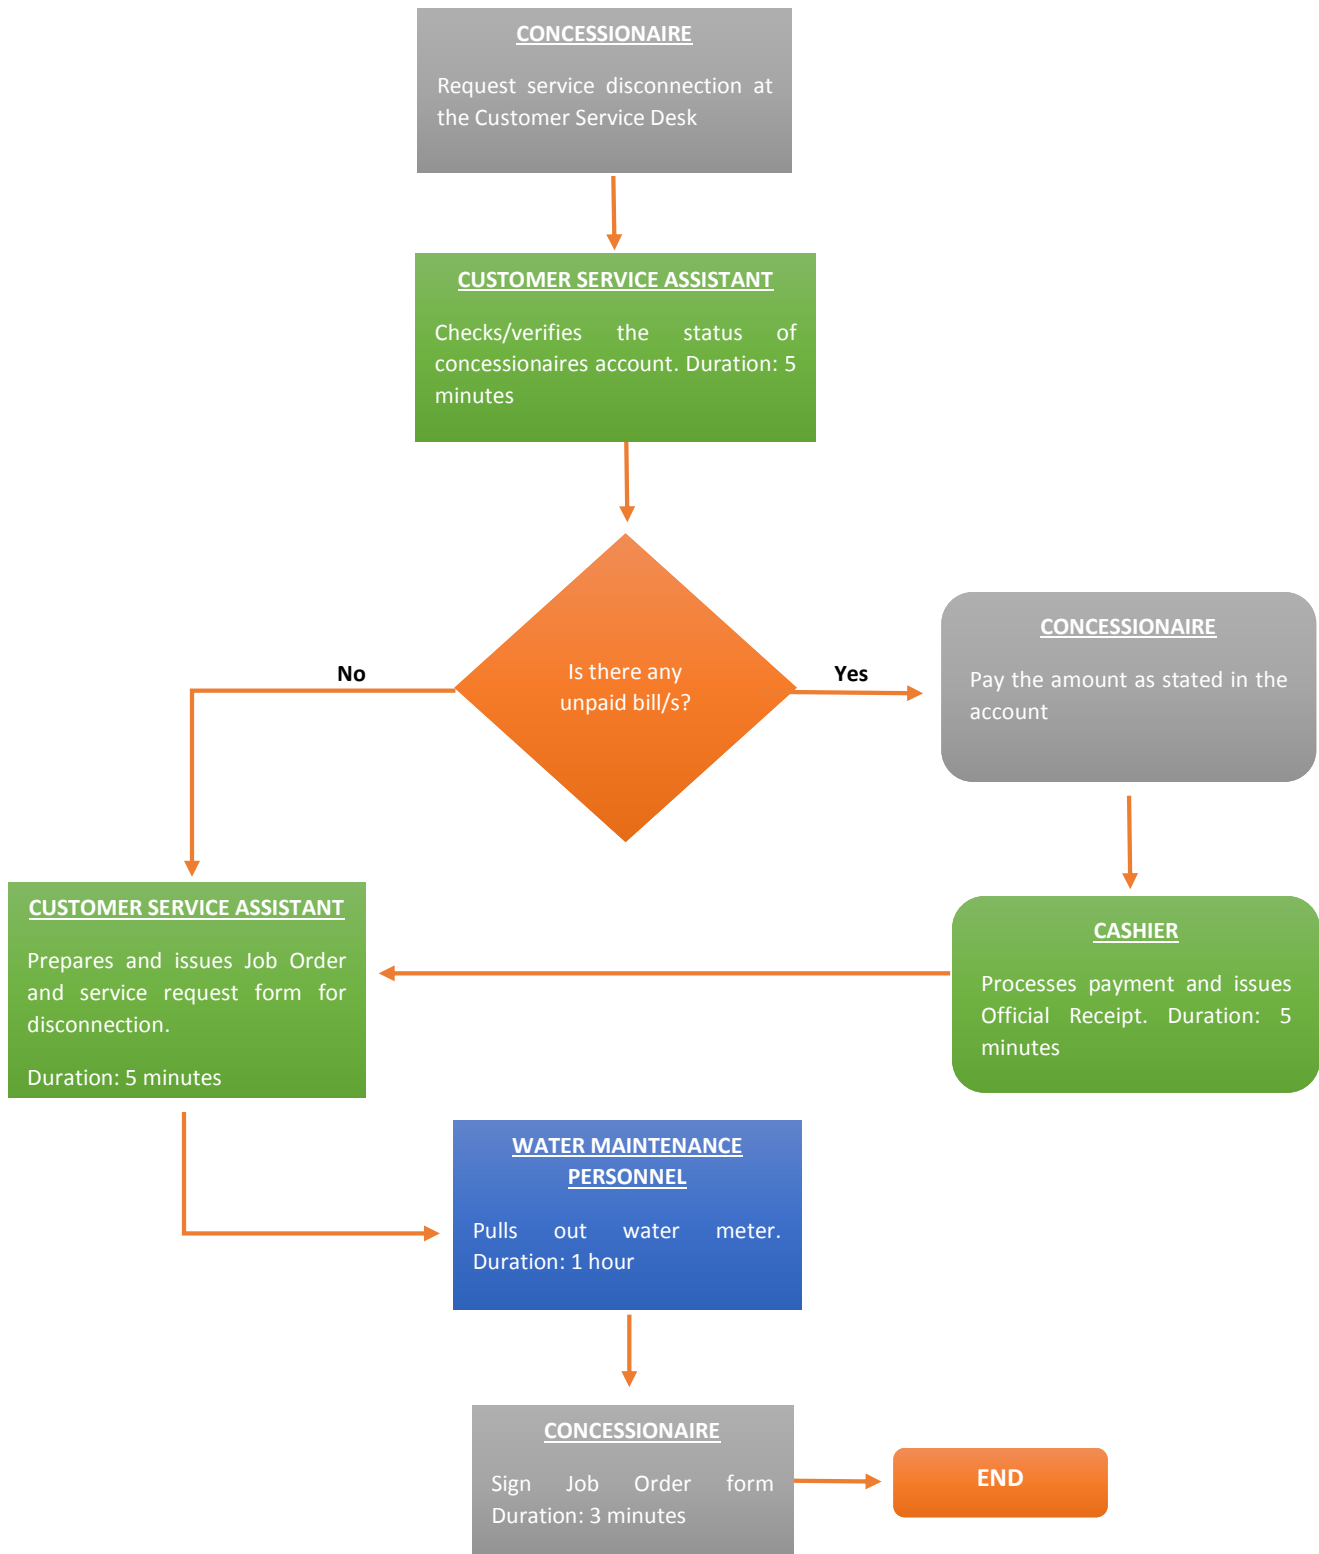 CONCESSIONAIRE
Request service disconnection at
the Customer Service Desk
CUSTOMER SERVICE ASSISTANT
Checks/verifies the status of
concessionaires account. Duration: 5
minutes
Is there any
unpaid bill/s?
No
Yes
CONCESSIONAIRE
Pay the amount as stated in the
account
CASHIER
Processes payment and issues
Official Receipt. Duration: 5
minutes
CUSTOMER SERVICE ASSISTANT
Prepares and issues Job Order
and service request form for
disconnection.
Duration: 5 minutes
WATER MAINTENANCE
PERSONNEL
Pulls out water meter.
Duration: 1 hour
CONCESSIONAIRE
Sign Job Order form
Duration: 3 minutes
END